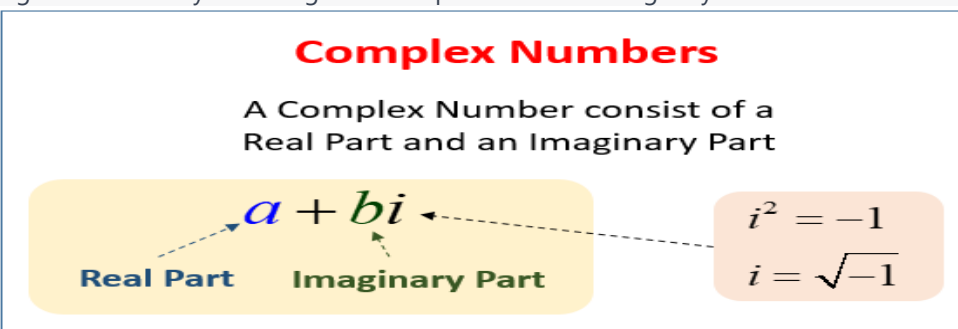 Complex Numbers
A Complex Number consist of a
Real Part and an Imaginary Part
a + bi
Real Part Imaginary Part
i² = −1
i = √−1